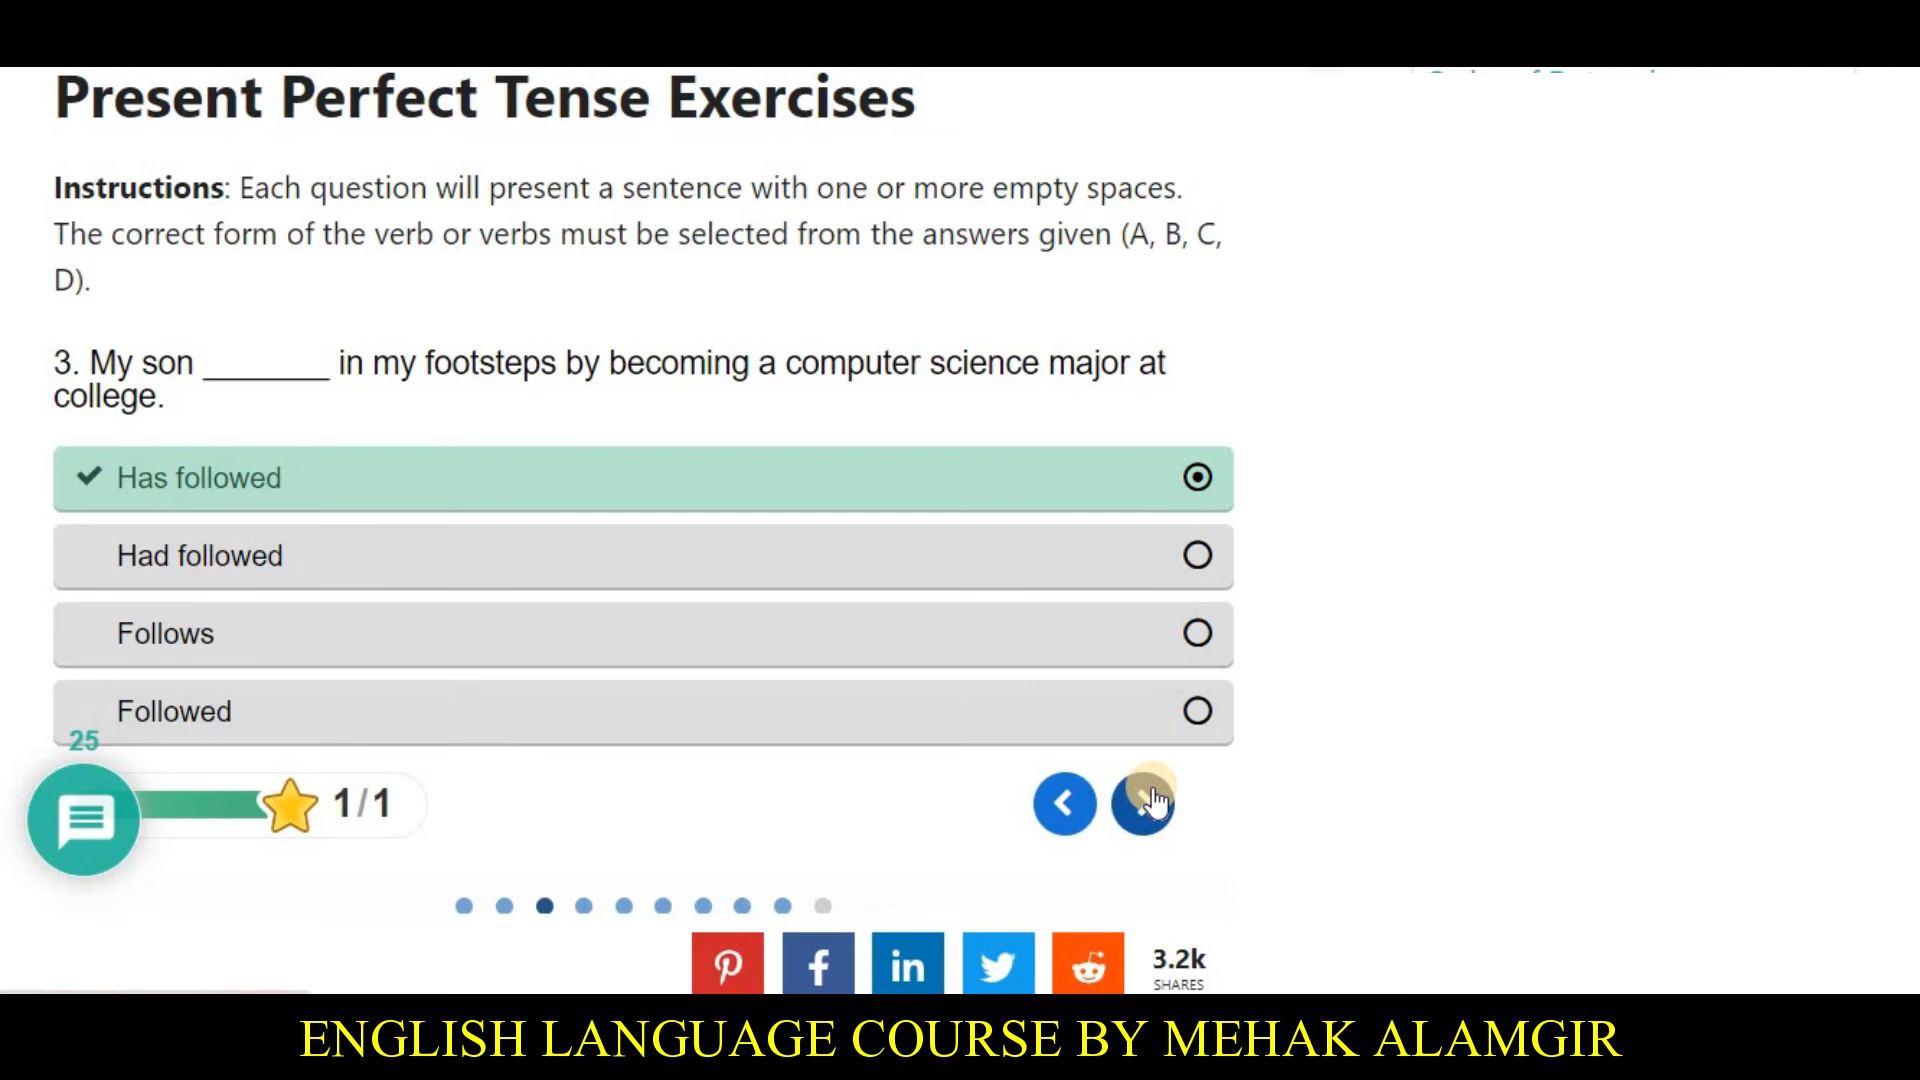 Present Perfect Tense Exercises
Instructions: Each question will present a sentence with one or more empty spaces.
The correct form of the verb or verbs must be selected from the answers given (A, B, C,
D).
3. My son _______ in my footsteps by becoming a computer science major at
college.
Has followed
Had followed
Follows
Followed
25
1/1
3.2k
SHARES
ENGLISH LANGUAGE COURSE BY MEHAK ALAMGIR